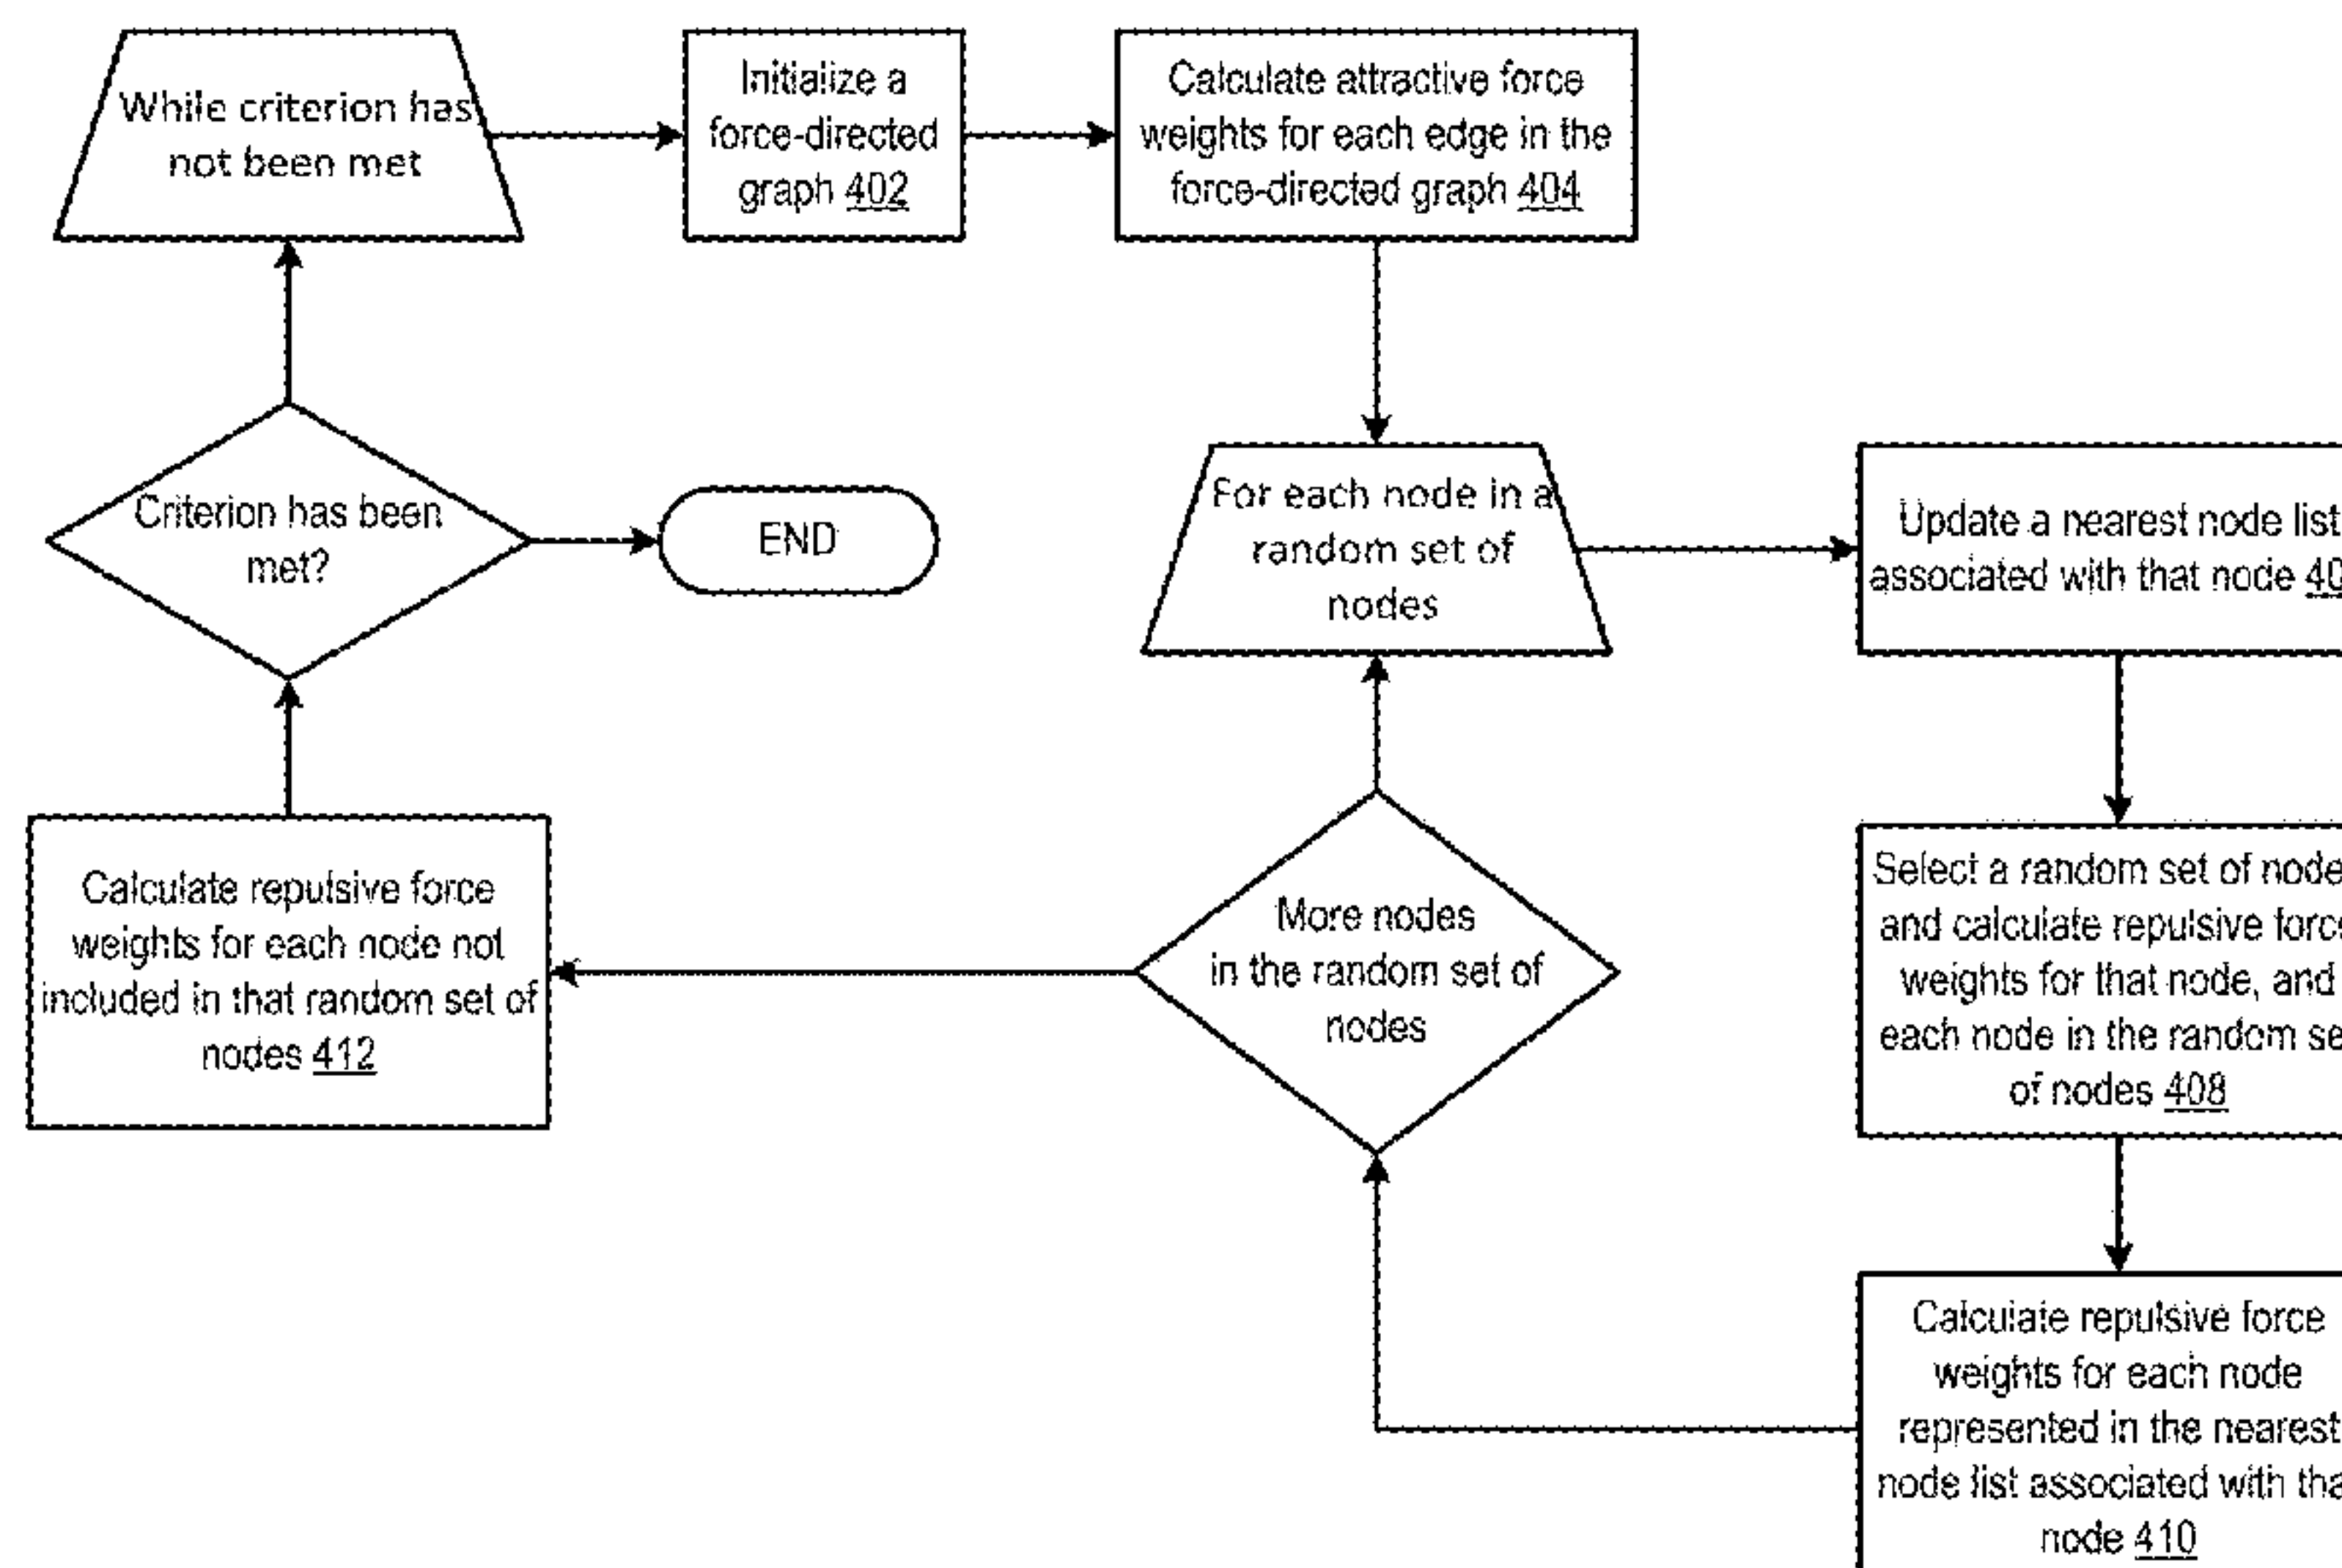 While criterion has
not been met
Initialize a
force-directed
graph 402
Calculate attractive force
weights for each edge in the
force-directed graph 404
Criterion has been
met?
END
For each node in a
random set of
nodes
Update a nearest node list
associated with that node
Calculate repulsive force
weights for each node not
included in that random set of
nodes 412
More nodes
in the random set of
nodes
Select a random set of
and calculate repulsive
weights for that node, and
each node in the random
of nodes 408
Calculate repulsive force
weights for each node
represented in the nearest
node list associated with
node 410